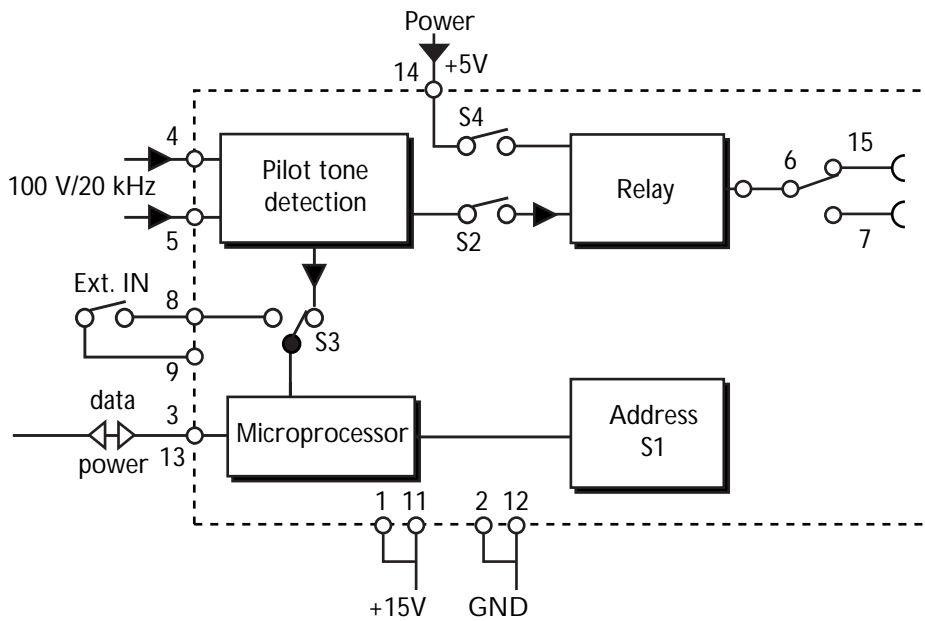 Power
+5V
14
S4
4
100 V/20 kHz
5
Pilot tone
detection
S2
Relay
6
15
7
Ext. IN
8
9
S3
data
3
power
13
Microprocessor
Address
S1
1
11
2
12
+15V
GND